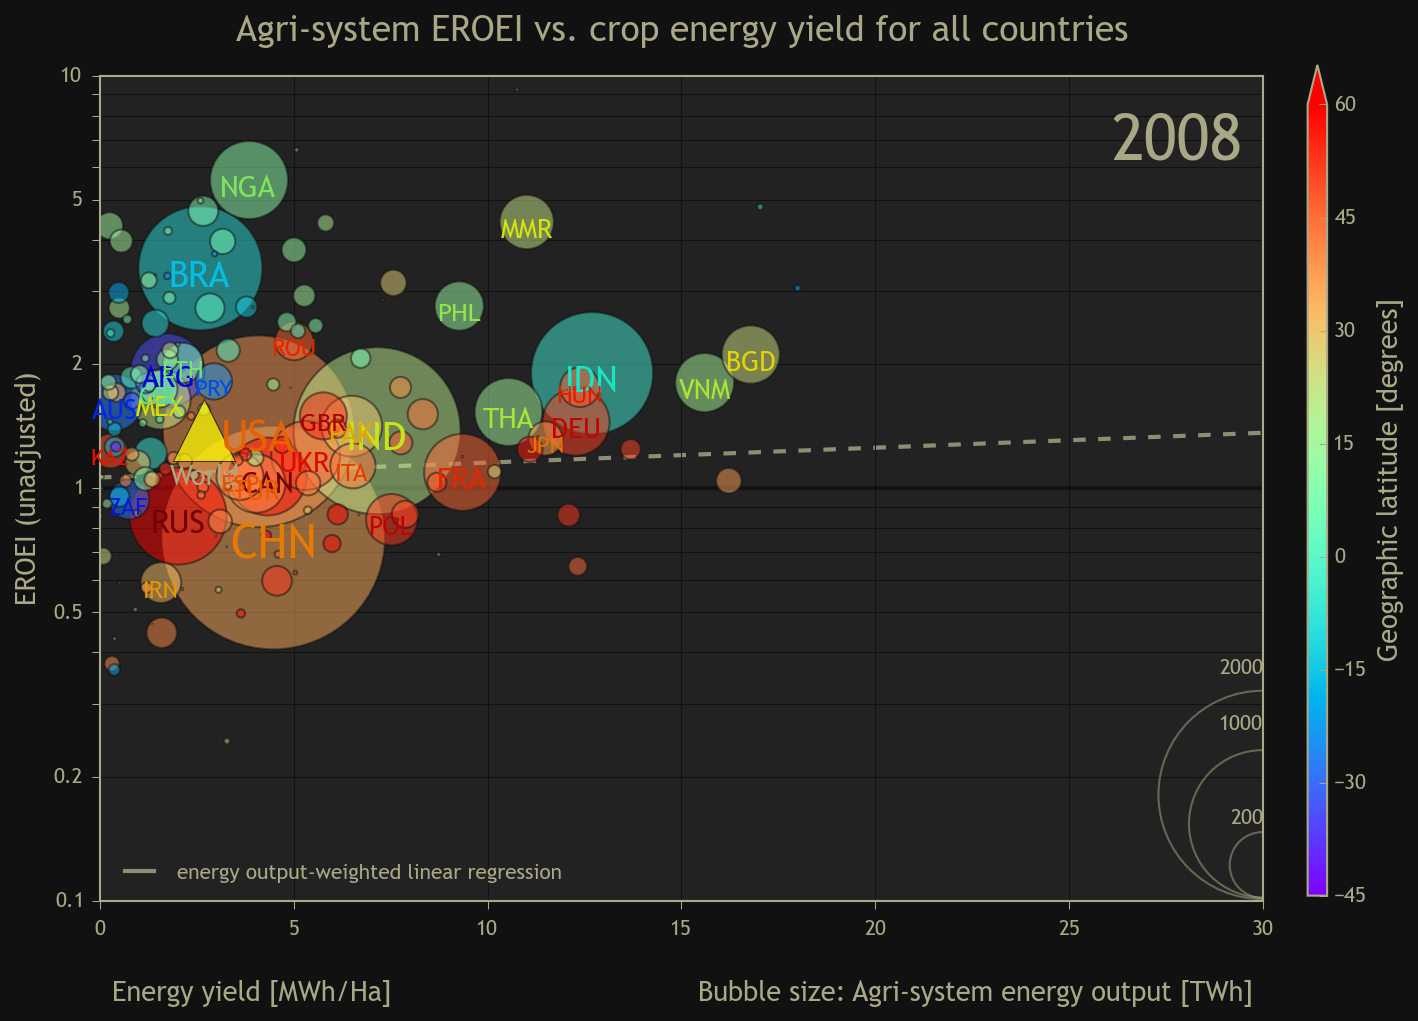 Agri-system EROEI vs. crop energy yield for all countries
2008
EROEI (unadjusted)
10
5
2
1
0.5
0.2
0.1
NGA
MMR
BRA
PHL
ROU
BGD
ETH
ARG
PRY
IDN
HUN
VNM
AUS
MEX
GBR
THA
DEU
USA
PAK
IND
JPN
KAZ
UKR
World
ITA
FRA
ESP
CAN
TUR
ZAF
RUS
POL
CHN
IRN
2000
1000
200
energy output-weighted linear regression
0
5
10
15
20
25
30
Energy yield [MWh/Ha]
Bubble size: Agri-system energy output [TWh]
60
45
30
15
0
−15
−30
−45
Geographic latitude [degrees]